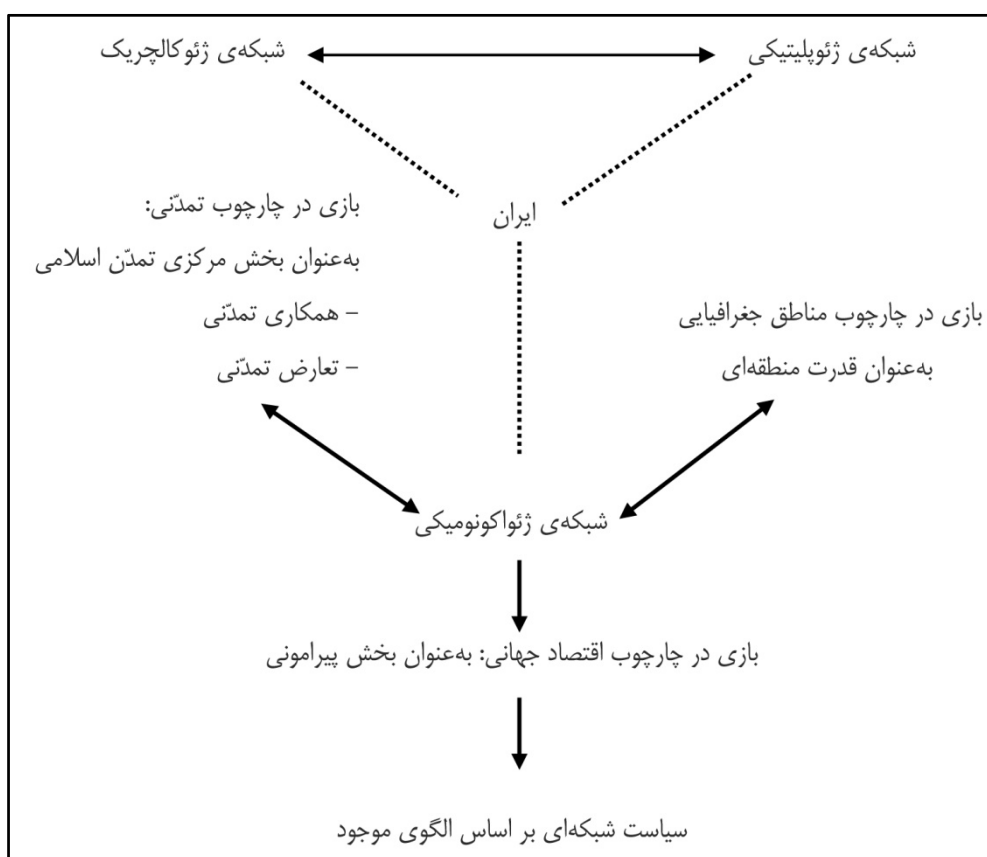 شبکه‌ی ژئوپلیتیکی
شبکه‌ی ژئوکالچریک
ایران
بازی در چارچوب تمدّنی:
به‌عنوان بخش مرکزی تمدّن اسلامی
- همکاری تمدّنی
- تعارض تمدّنی
بازی در چارچوب مناطق جغرافیایی
به‌عنوان قدرت منطقه‌ای
شبکه‌ی ژئواکونومیکی
بازی در چارچوب اقتصاد جهانی: به‌عنوان بخش پیرامونی
سیاست شبکه‌ای بر اساس الگوی موجود